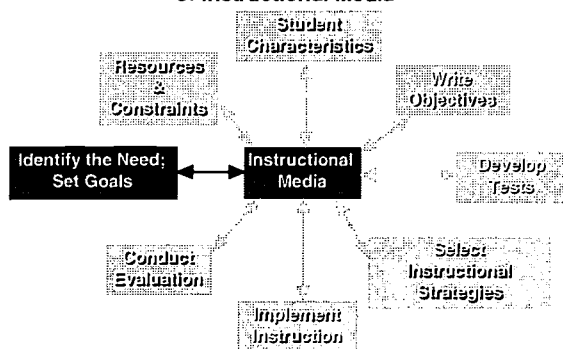 Student
Characteristics
Resources
&
Constraints
Write
Objectives
Identify the Need;
Set Goals
Instructional
Media
Develop
Tests
Conduct
Evaluation
Select
Instructional
Strategies
Implement
Instruction